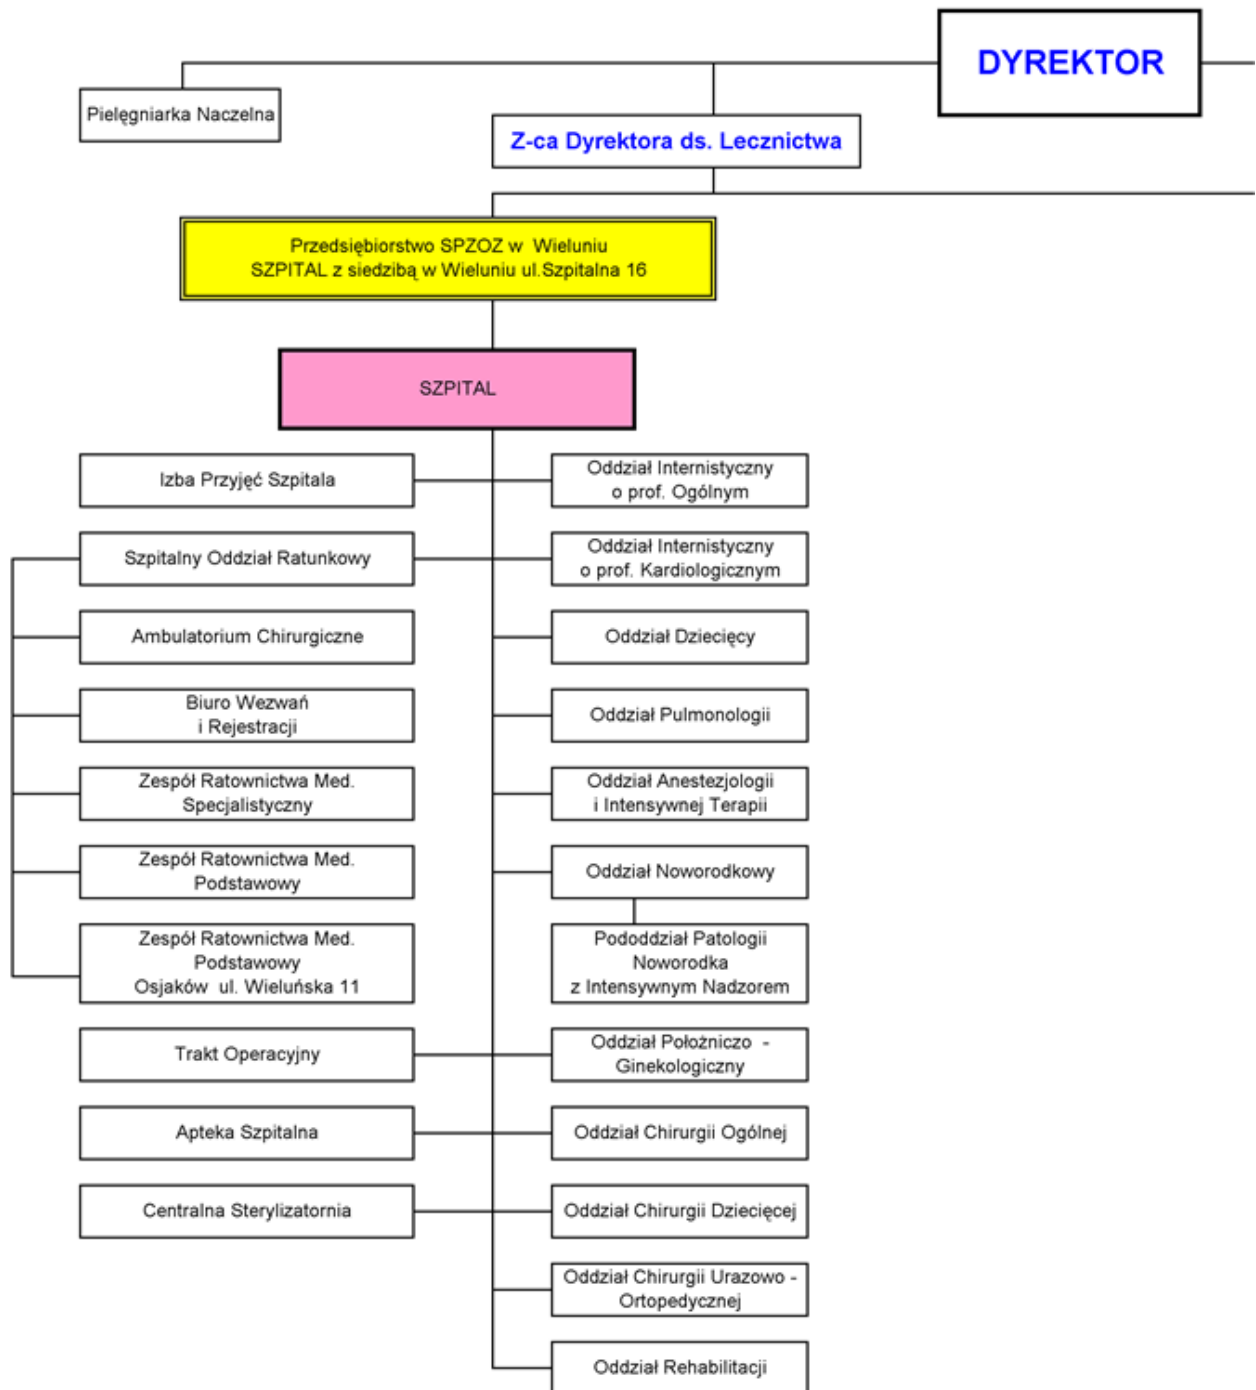 DYREKTOR
Pielęgniarka Naczelna
Z-ca Dyrektora ds. Lecznictwa
Przedsiębiorstwo SPZOZ w  Wieluniu
SZPITAL z siedzibą w Wieluniu ul.Szpitalna 16
SZPITAL
Izba Przyjęć Szpitala
Oddział Internistyczny
o prof. Ogólnym
Szpitalny Oddział Ratunkowy
Oddział Internistyczny
o prof. Kardiologicznym
Ambulatorium Chirurgiczne
Oddział Dziecięcy
Biuro Wezwań
i Rejestracji
Oddział Pulmonologii
Zespół Ratownictwa Med.
Specjalistyczny
Oddział Anestezjologii
i Intensywnej Terapii
Zespół Ratownictwa Med.
Podstawowy
Oddział Noworodkowy
Zespół Ratownictwa Med.
Podstawowy
Osjaków  ul. Wieluńska 11
Pododdział Patologii
Noworodka
z Intensywnym Nadzorem
Trakt Operacyjny
Oddział Położniczo  -
Ginekologiczny
Apteka Szpitalna
Oddział Chirurgii Ogólnej
Centralna Sterylizatornia
Oddział Chirurgii Dziecięcej
Oddział Chirurgii Urazowo -
Ortopedycznej
Oddział Rehabilitacji